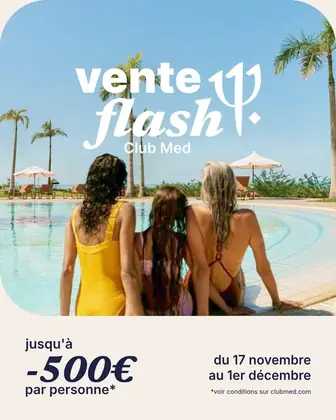 vente
flash
Club Med
jusqu'à
-500€
par personne*
du 17 novembre
au 1er décembre
*voir conditions sur clubmed.com